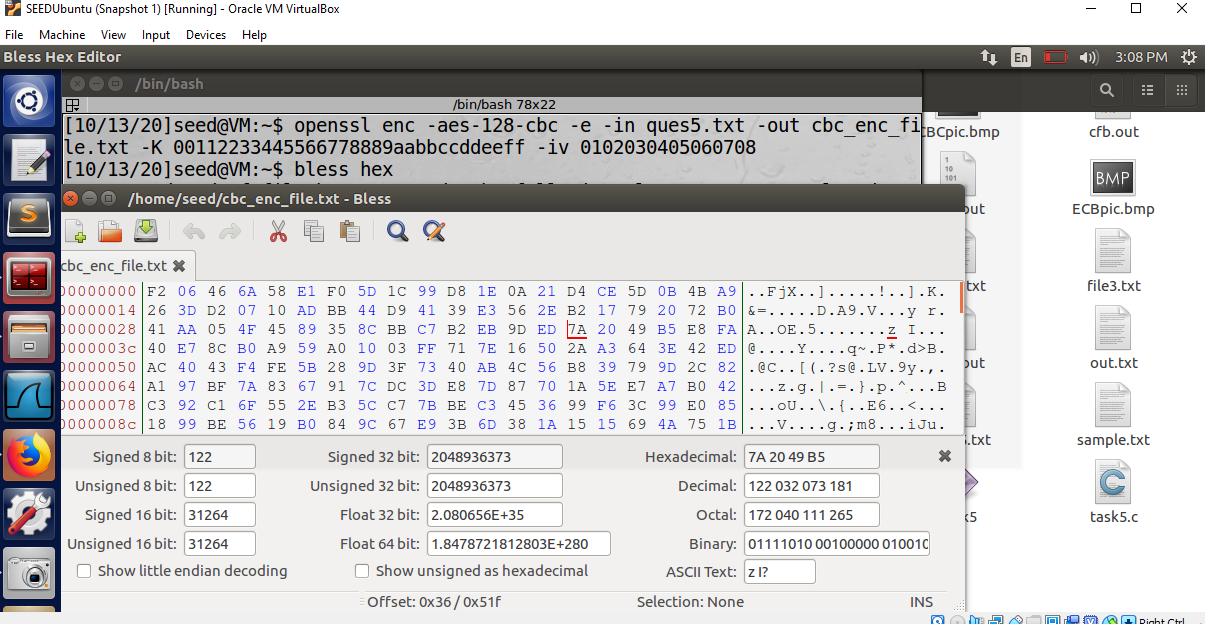 SEEDUbuntu (Snapshot 1) [Running] - Oracle VM VirtualBox
File Machine View Input Devices Help
Bless Hex Editor
En
3:08 PM
/bin/bash
/bin/bash 78x22
[10/13/20]seed@VM:~$ openssl enc -aes-128-cbc -e -in ques5.txt -out cbc_enc_fi
le.txt -K 00112233445566778889aabbccddeeff -iv 0102030405060708
[10/13/20]seed@VM:~$ bless hex
/home/seed/cbc_enc_file.txt - Bless
cbc_enc_file.txt
00000000 F2 06 46 6A 58 E1 F0 5D 1C 99 D8 1E 0A 21 D4 CE 5D 0B 4B A9 ..FjX..].....!..].K.
00000014 26 3D D2 07 10 AD BB 44 D9 41 39 E3 56 2E B2 17 79 20 72 B0 &=.....D.A9.V...y r.
00000028 41 AA 05 4F 45 89 35 8C BB C7 B2 EB 9D ED 7A 20 49 B5 E8 FA A..OE.5.......z I...
0000003c 40 E7 8C B0 A9 59 A0 10 03 FF 71 7E 16 50 2A A3 64 3E 42 ED @....Y....q~.P*.d>B.
00000050 AC 40 43 F4 FE 5B 28 9D 3F 73 40 AB 4C 56 B8 39 79 9D 2C 82 .@C..[(.?s@.LV.9y.,.
00000064 A1 97 BF 7A 83 67 91 7C DC 3D E8 7D 87 70 1A 5E E7 A7 B0 42 ...z.g.|.=.}.p.^...B
00000078 C3 92 C1 6F 55 2E B3 5C C7 7B BE C3 45 36 99 F6 3C 99 E0 85 ...oU..\.{..E6..<...
0000008c 18 99 BE 56 19 B0 84 9C 67 E9 3B 6D 38 1A 15 15 69 4A 75 1B ...V....g.;m8...iJu.
Signed 8 bit: 122 Signed 32 bit: 2048936373 Hexadecimal: 7A 20 49 B5
Unsigned 8 bit: 122 Unsigned 32 bit: 2048936373 Decimal: 122 032 073 181
Signed 16 bit: 31264 Float 32 bit: 2.080656E+35 Octal: 172 040 111 265
Unsigned 16 bit: 31264 Float 64 bit: 1.8478721812803E+280 Binary: 01111010 00100000 010010
Show little endian decoding Show unsigned as hexadecimal ASCII Text: z I?
Offset: 0x36 / 0x51f Selection: None INS
CBCpic.bmp
cfb.out
BMP
ECBpic.bmp
file3.txt
out.txt
sample.txt
task5.c
Right Ctrl